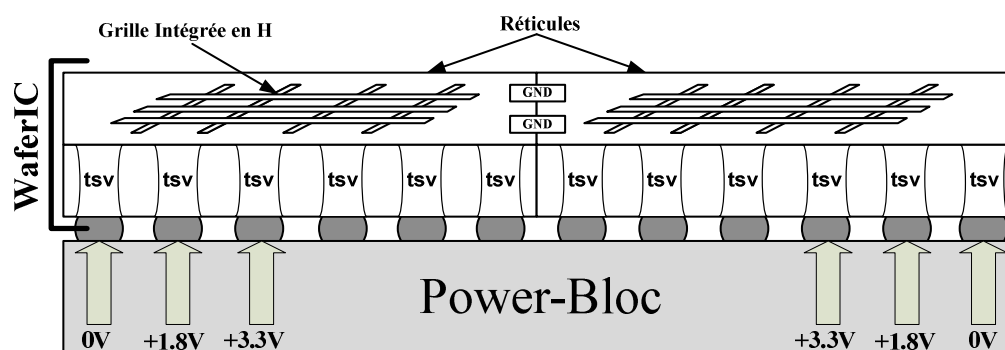 Grille Intégrée en H
Réticules
WaferIC
GND
GND
tsv tsv tsv tsv tsv tsv tsv tsv tsv tsv tsv tsv
Power-Bloc
0V +1.8V +3.3V +3.3V +1.8V 0V